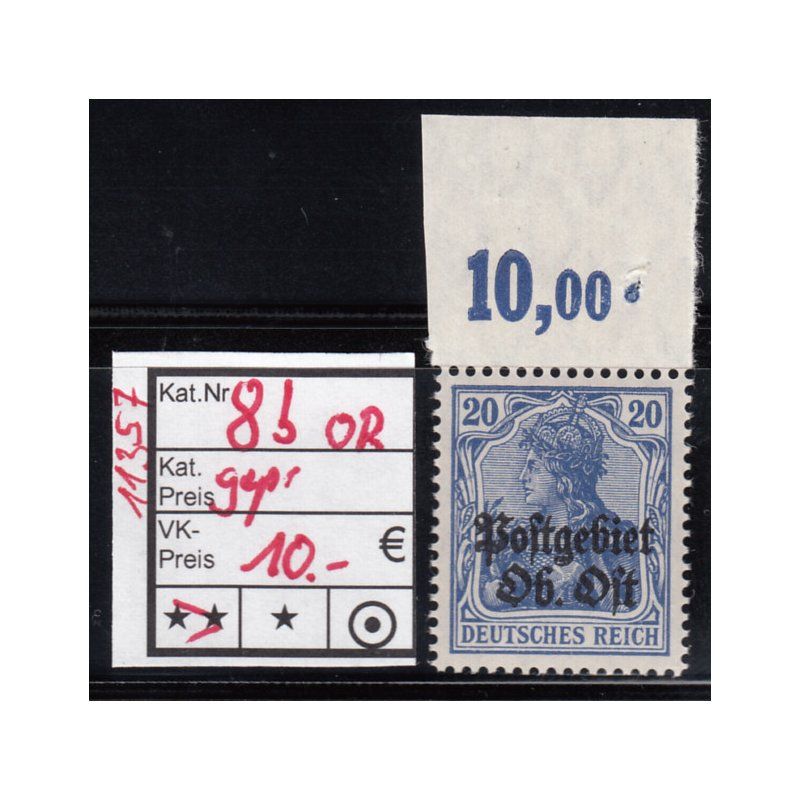 10,00
11357
Kat.Nr 8b OR
Kat.
Preis gepr
VK-
Preis 10.- €
20 20
Postgebiet
Ob. Ost
DEUTSCHES REICH